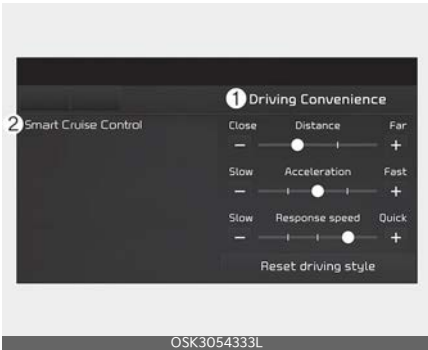 1 Driving Convenience
2 Smart Cruise Control
Close Distance Far
− +
Slow Acceleration Fast
− +
Slow Response speed Quick
− +
Reset driving style
OSK3054333L